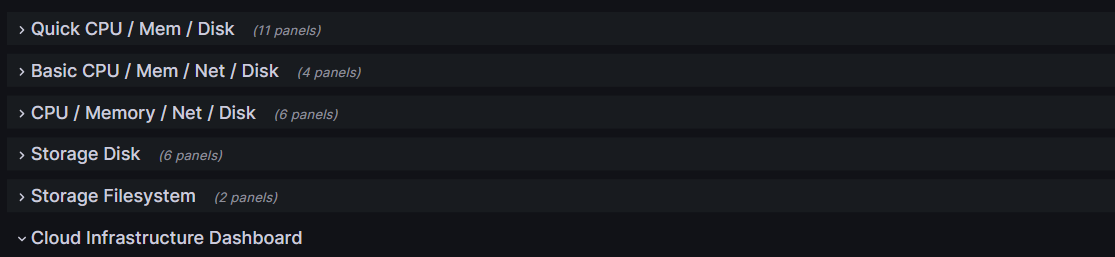 Quick CPU / Mem / Disk (11 panels)
Basic CPU / Mem / Net / Disk (4 panels)
CPU / Memory / Net / Disk (6 panels)
Storage Disk (6 panels)
Storage Filesystem (2 panels)
Cloud Infrastructure Dashboard